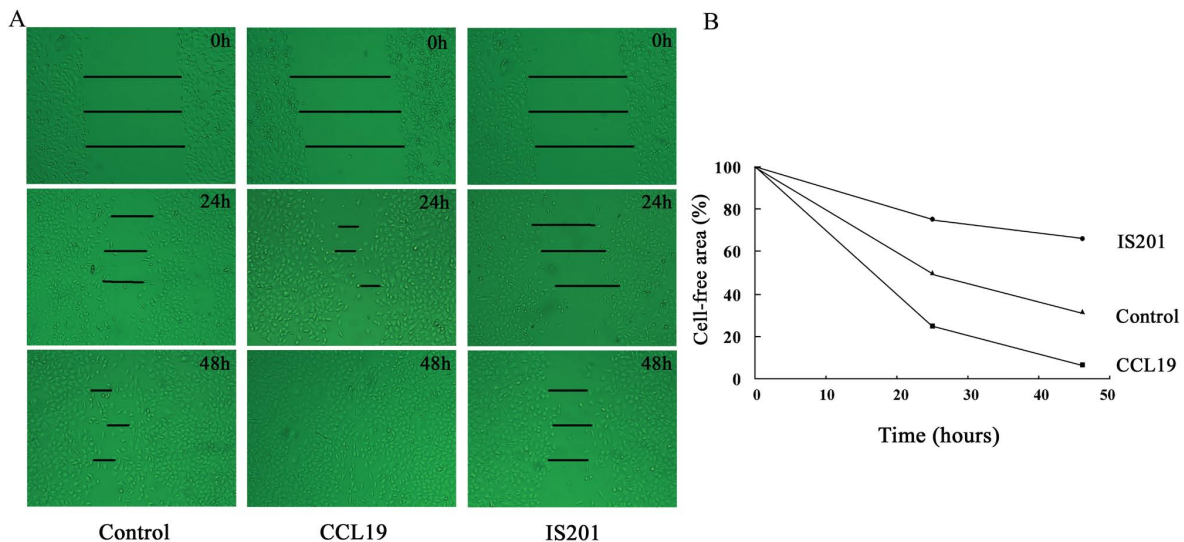 A
0h
0h
0h
24h
24h
24h
48h
48h
48h
Control
CCL19
IS201
B
Cell-free area (%)
100
80
60
40
20
0
0
10
20
30
40
50
Time (hours)
IS201
Control
CCL19